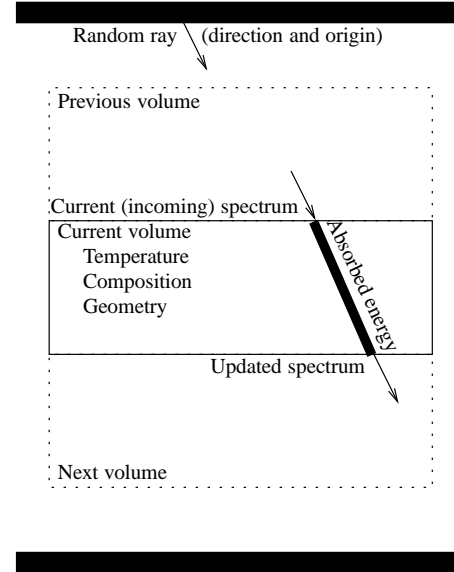 Random ray (direction and origin)
Previous volume
Current (incoming) spectrum
Current volume
Temperature
Composition
Geometry
Absorbed energy
Updated spectrum
Next volume